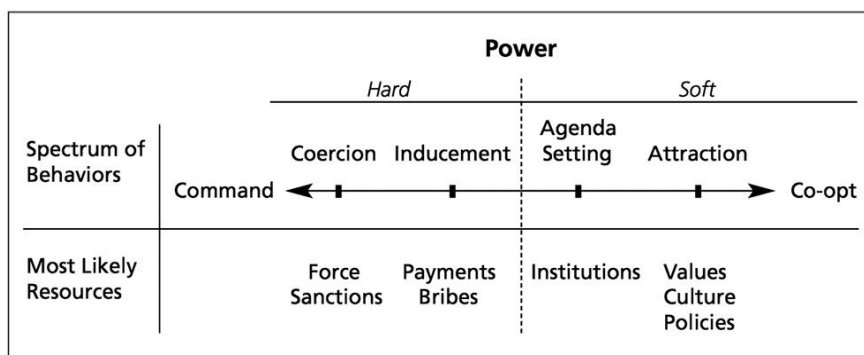 Power
Hard Soft
Spectrum of
Behaviors
Coercion Inducement Agenda
Setting Attraction
Command Co-opt
Most Likely
Resources
Force
Sanctions
Payments
Bribes
Institutions
Values
Culture
Policies